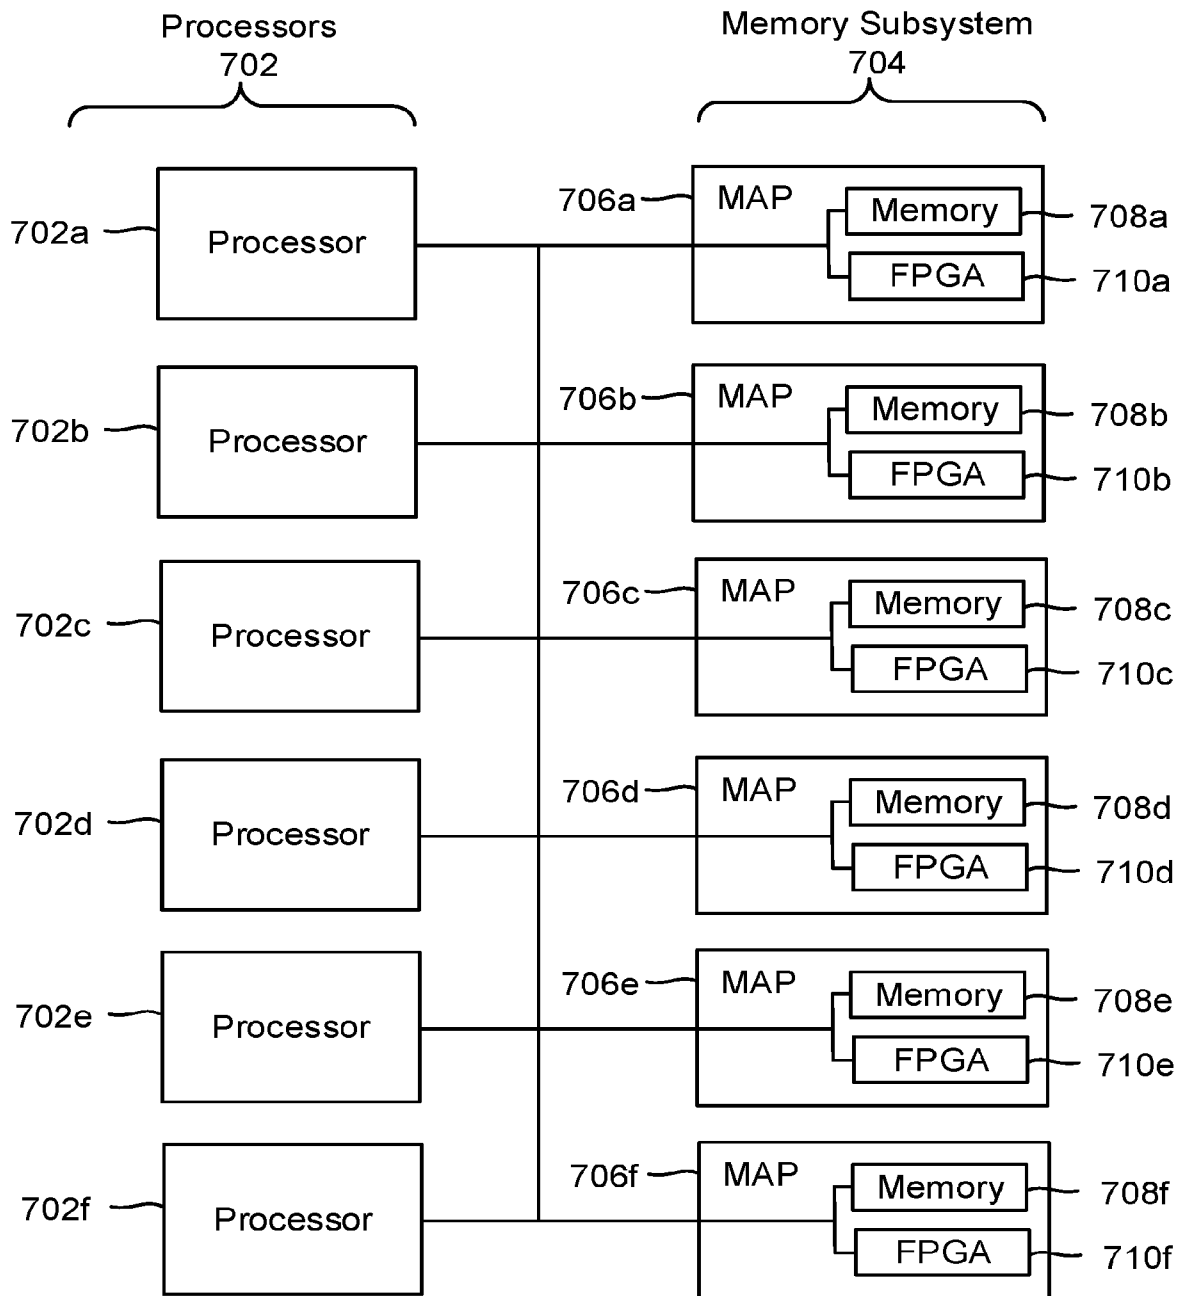 Processors
702
Memory Subsystem
704
702a
Processor
706a
MAP
Memory
708a
FPGA
710a
702b
Processor
706b
MAP
Memory
708b
FPGA
710b
702c
Processor
706c
MAP
Memory
708c
FPGA
710c
702d
Processor
706d
MAP
Memory
708d
FPGA
710d
702e
Processor
706e
MAP
Memory
708e
FPGA
710e
702f
Processor
706f
MAP
Memory
708f
FPGA
710f